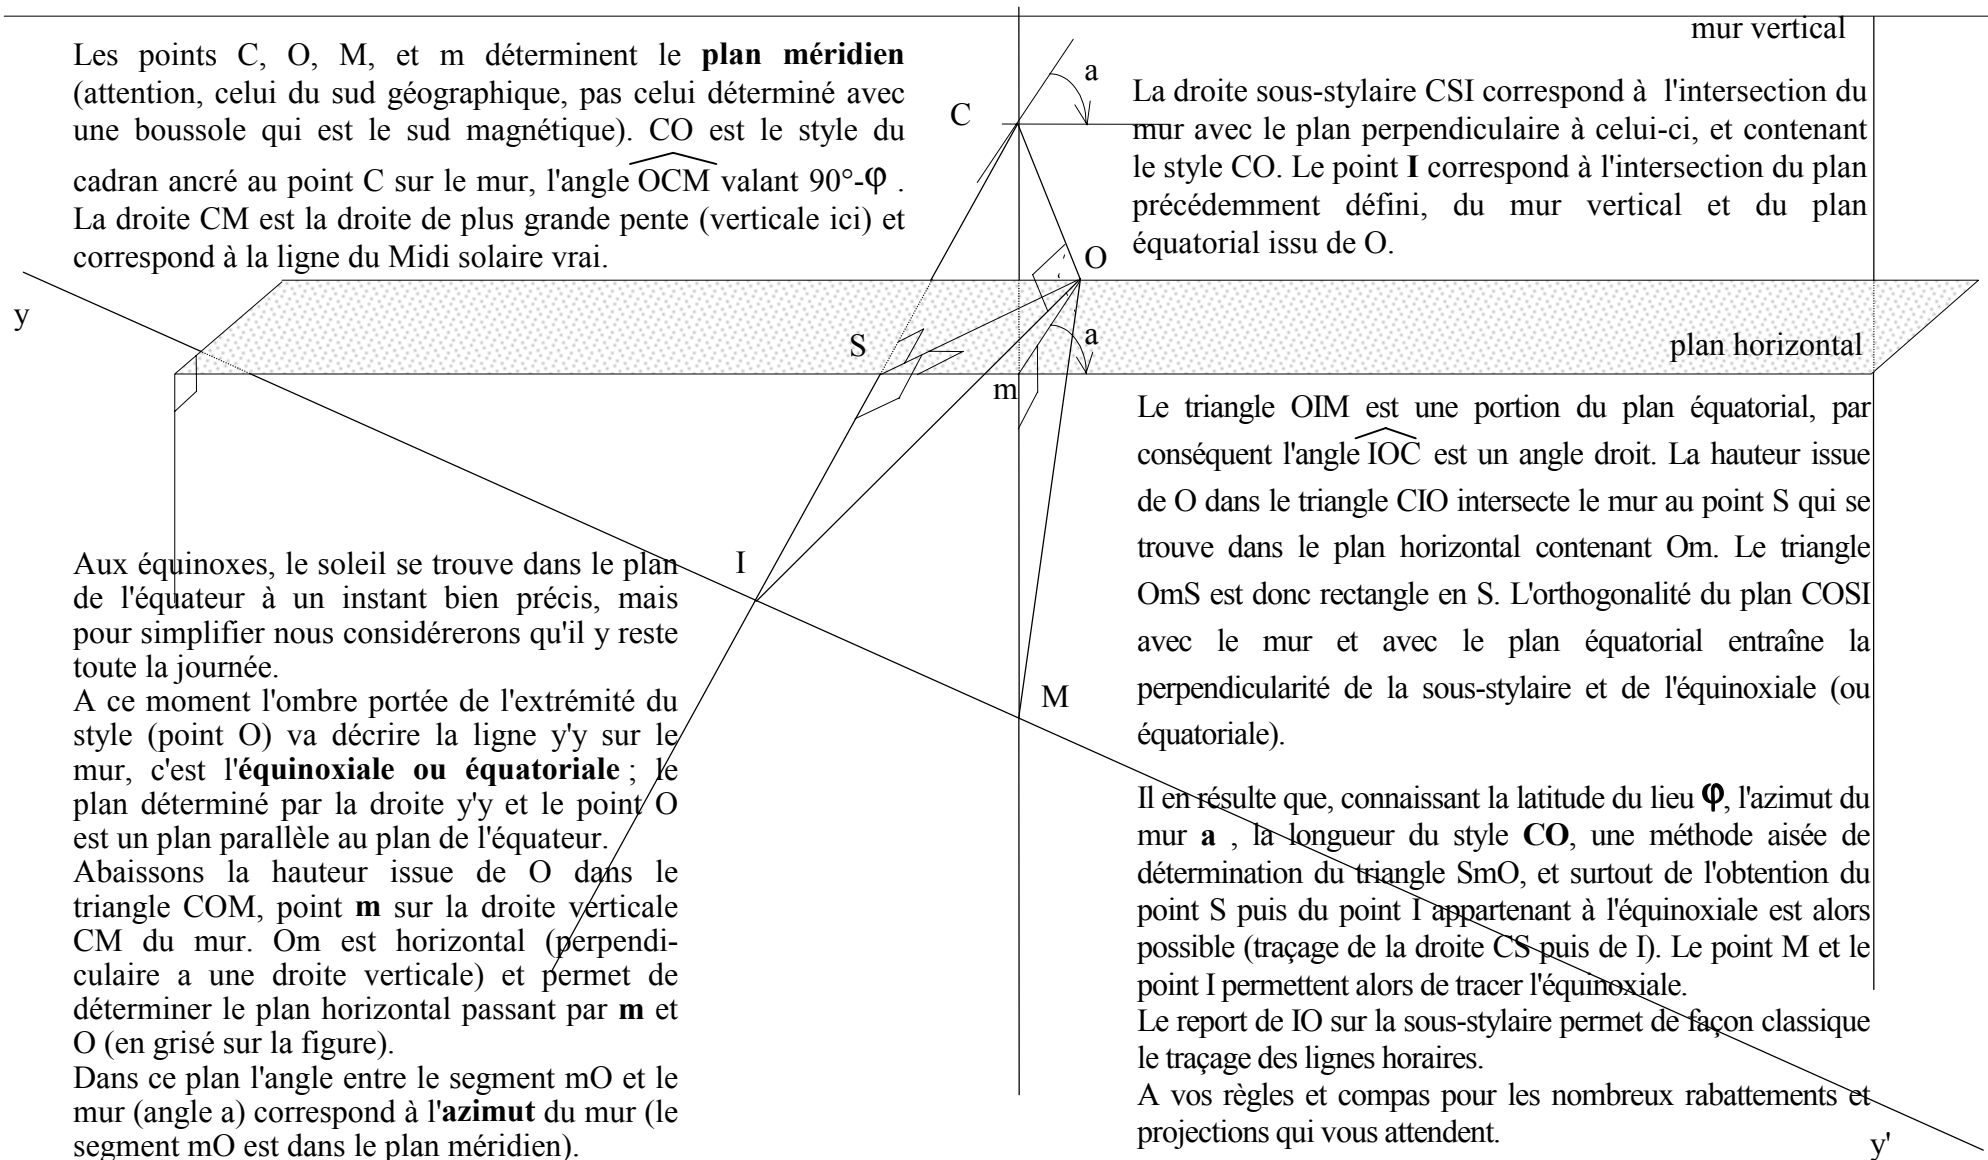 mur vertical
Les points C, O, M, et m déterminent le plan méridien
(attention, celui du sud géographique, pas celui déterminé avec
une boussole qui est le sud magnétique). CO est le style du
cadran ancré au point C sur le mur, l'angle OCM valant 90°-φ .
La droite CM est la droite de plus grande pente (verticale ici) et
correspond à la ligne du Midi solaire vrai.
a
C
La droite sous-stylaire CSI correspond à l'intersection du
mur avec le plan perpendiculaire à celui-ci, et contenant
le style CO. Le point I correspond à l'intersection du plan
précédemment défini, du mur vertical et du plan
équatorial issu de O.
O
y
S
a
plan horizontal
m
Le triangle OIM est une portion du plan équatorial, par
conséquent l'angle IOC est un angle droit. La hauteur issue
de O dans le triangle CIO intersecte le mur au point S qui se
trouve dans le plan horizontal contenant Om. Le triangle
OmS est donc rectangle en S. L'orthogonalité du plan COSI
avec le mur et avec le plan équatorial entraîne la
perpendicularité de la sous-stylaire et de l'équinoxiale (ou
équatoriale).
I
M
Aux équinoxes, le soleil se trouve dans le plan
de l'équateur à un instant bien précis, mais
pour simplifier nous considérerons qu'il y reste
toute la journée.
A ce moment l'ombre portée de l'extrémité du
style (point O) va décrire la ligne y'y sur le
mur, c'est l'équinoxiale ou équatoriale ; le
plan déterminé par la droite y'y et le point O
est un plan parallèle au plan de l'équateur.
Abaissons la hauteur issue de O dans le
triangle COM, point m sur la droite verticale
CM du mur. Om est horizontal (perpendi-
culaire a une droite verticale) et permet de
déterminer le plan horizontal passant par m et
O (en grisé sur la figure).
Dans ce plan l'angle entre le segment mO et le
mur (angle a) correspond à l'azimut du mur (le
segment mO est dans le plan méridien).
Il en résulte que, connaissant la latitude du lieu φ, l'azimut du
mur a , la longueur du style CO, une méthode aisée de
détermination du triangle SmO, et surtout de l'obtention du
point S puis du point I appartenant à l'équinoxiale est alors
possible (traçage de la droite CS puis de I). Le point M et le
point I permettent alors de tracer l'équinoxiale.
Le report de IO sur la sous-stylaire permet de façon classique
le traçage des lignes horaires.
A vos règles et compas pour les nombreux rabattements et
projections qui vous attendent.
y'